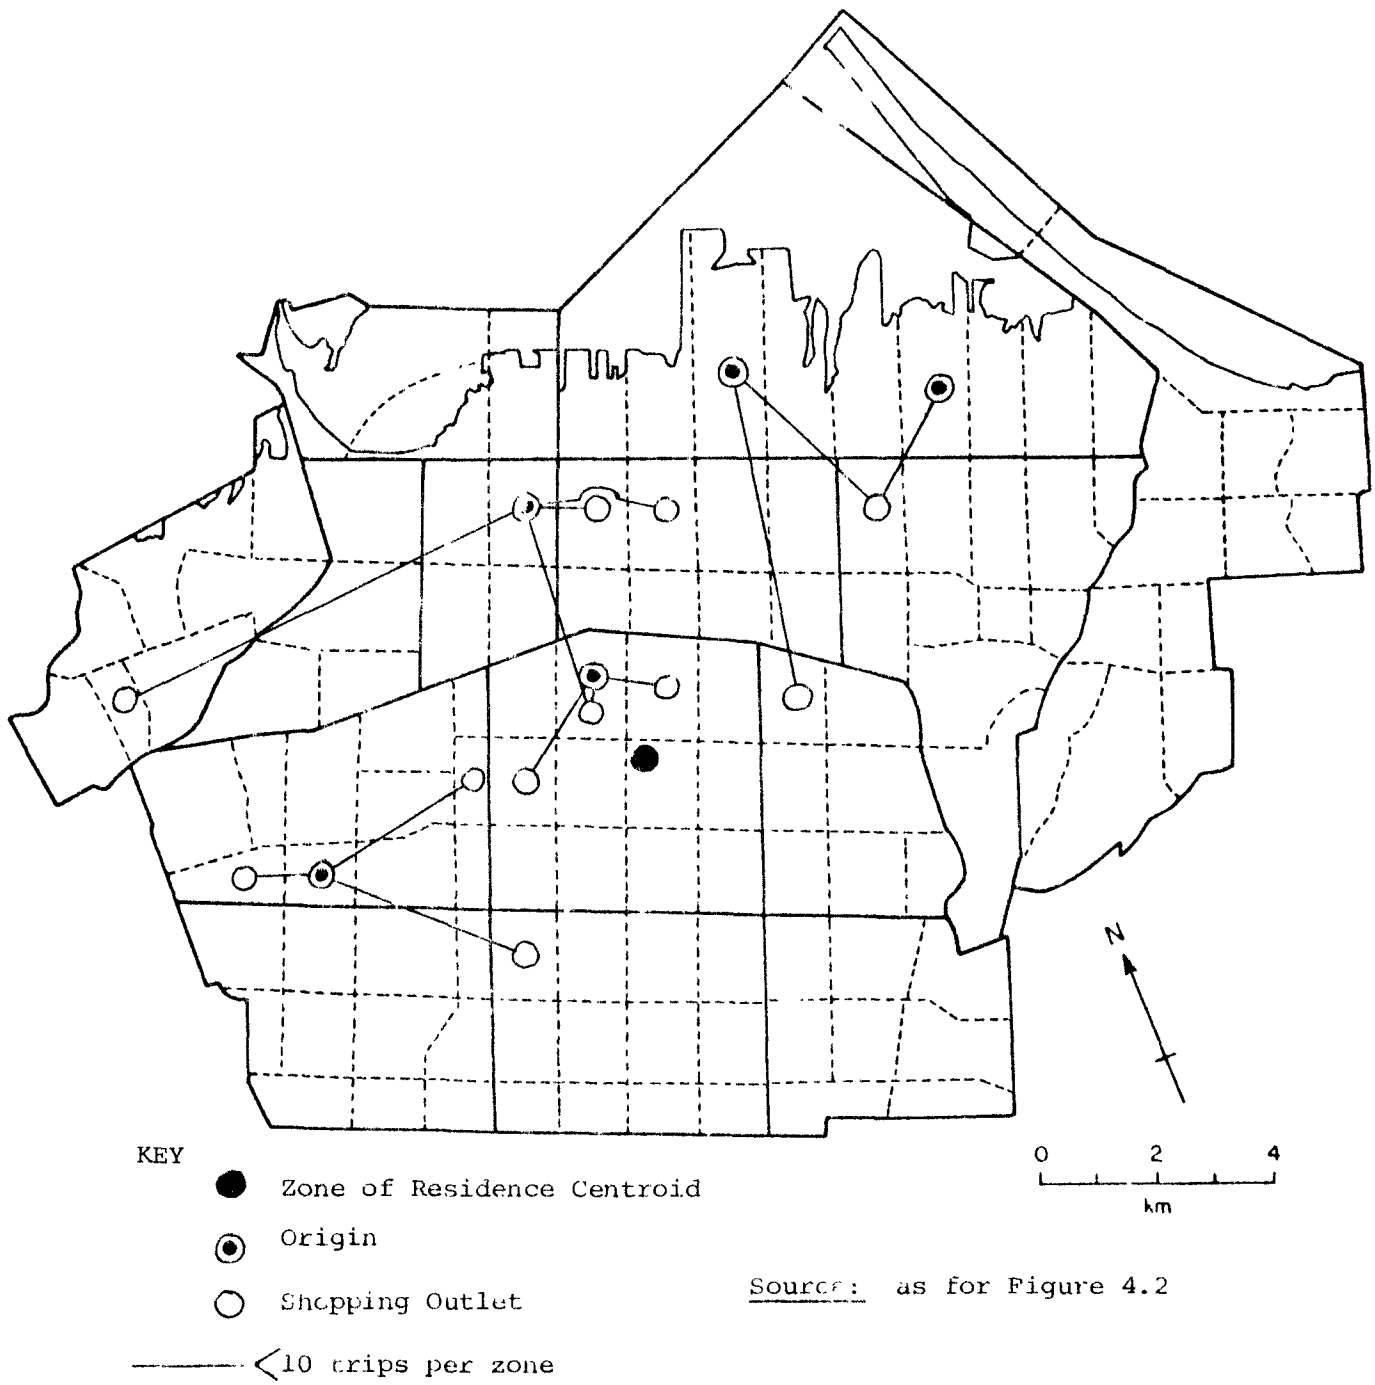 N
0 2 4
km
KEY
Zone of Residence Centroid
Origin
Shopping Outlet
<10 trips per zone
Source: as for Figure 4.2